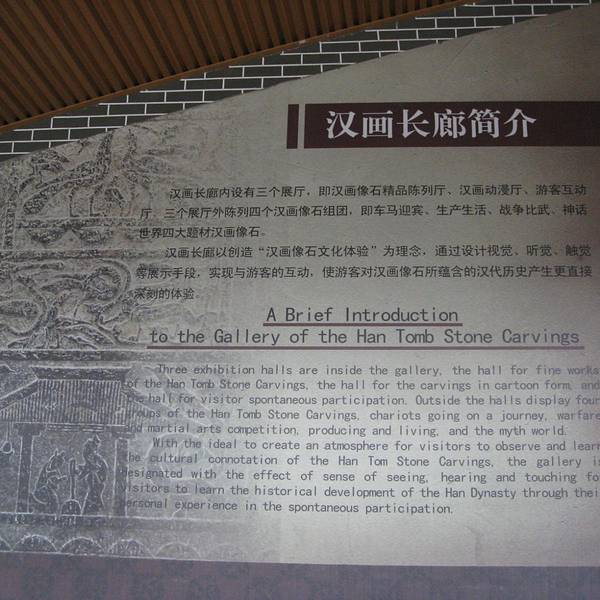 汉画长廊简介
汉画长廊内设有三个展厅，即汉画像石精品陈列厅、汉画动漫厅、游客互动
厅。三个展厅外陈列四个汉画像石组团，即车马迎宾、生产生活、战争比武、神话
世界四大题材汉画像石。
汉画长廊以创造“汉画像石文化体验”为理念，通过设计视觉、听觉、触觉
等展示手段，实现与游客的互动，使游客对汉画像石所蕴含的汉代历史产生更直接
深刻的体验
A Brief Introduction
to the Gallery of the Han Tomb Stone Carvings
Three exhibition halls are inside the gallery, the hall for fine works
of the Han Tomb Stone Carvings, the hall for the carvings in cartoon form, and
the hall for visitor spontaneous participation. Outside the halls display four
groups of the Han Tomb Stone Carvings, chariots going on a journey, warfare
and martial arts competition, producing and living, and the myth world.
With the ideal to create an atmosphere for visitors to observe and learn
the cultural connotation of the Han Tom Stone Carvings, the gallery is
designated with the effect of sense of seeing, hearing and touching for
visitors to learn the historical development of the Han Dynasty through their
personal experience in the spontaneous participation.